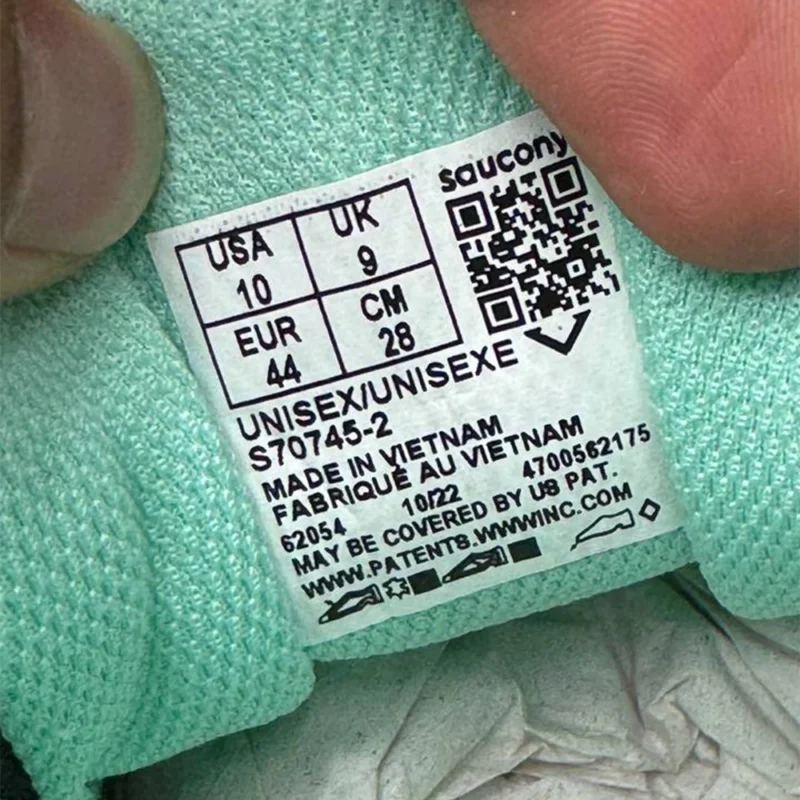 saucony
USA 10
UK 9
EUR 44
CM 28
UNISEX/UNISEXE
S70745-2
MADE IN VIETNAM
FABRIQUÉ AU VIETNAM
62054 10/22 4700562175
MAY BE COVERED BY US PAT.
WWW.PATENTS.WWWINC.COM